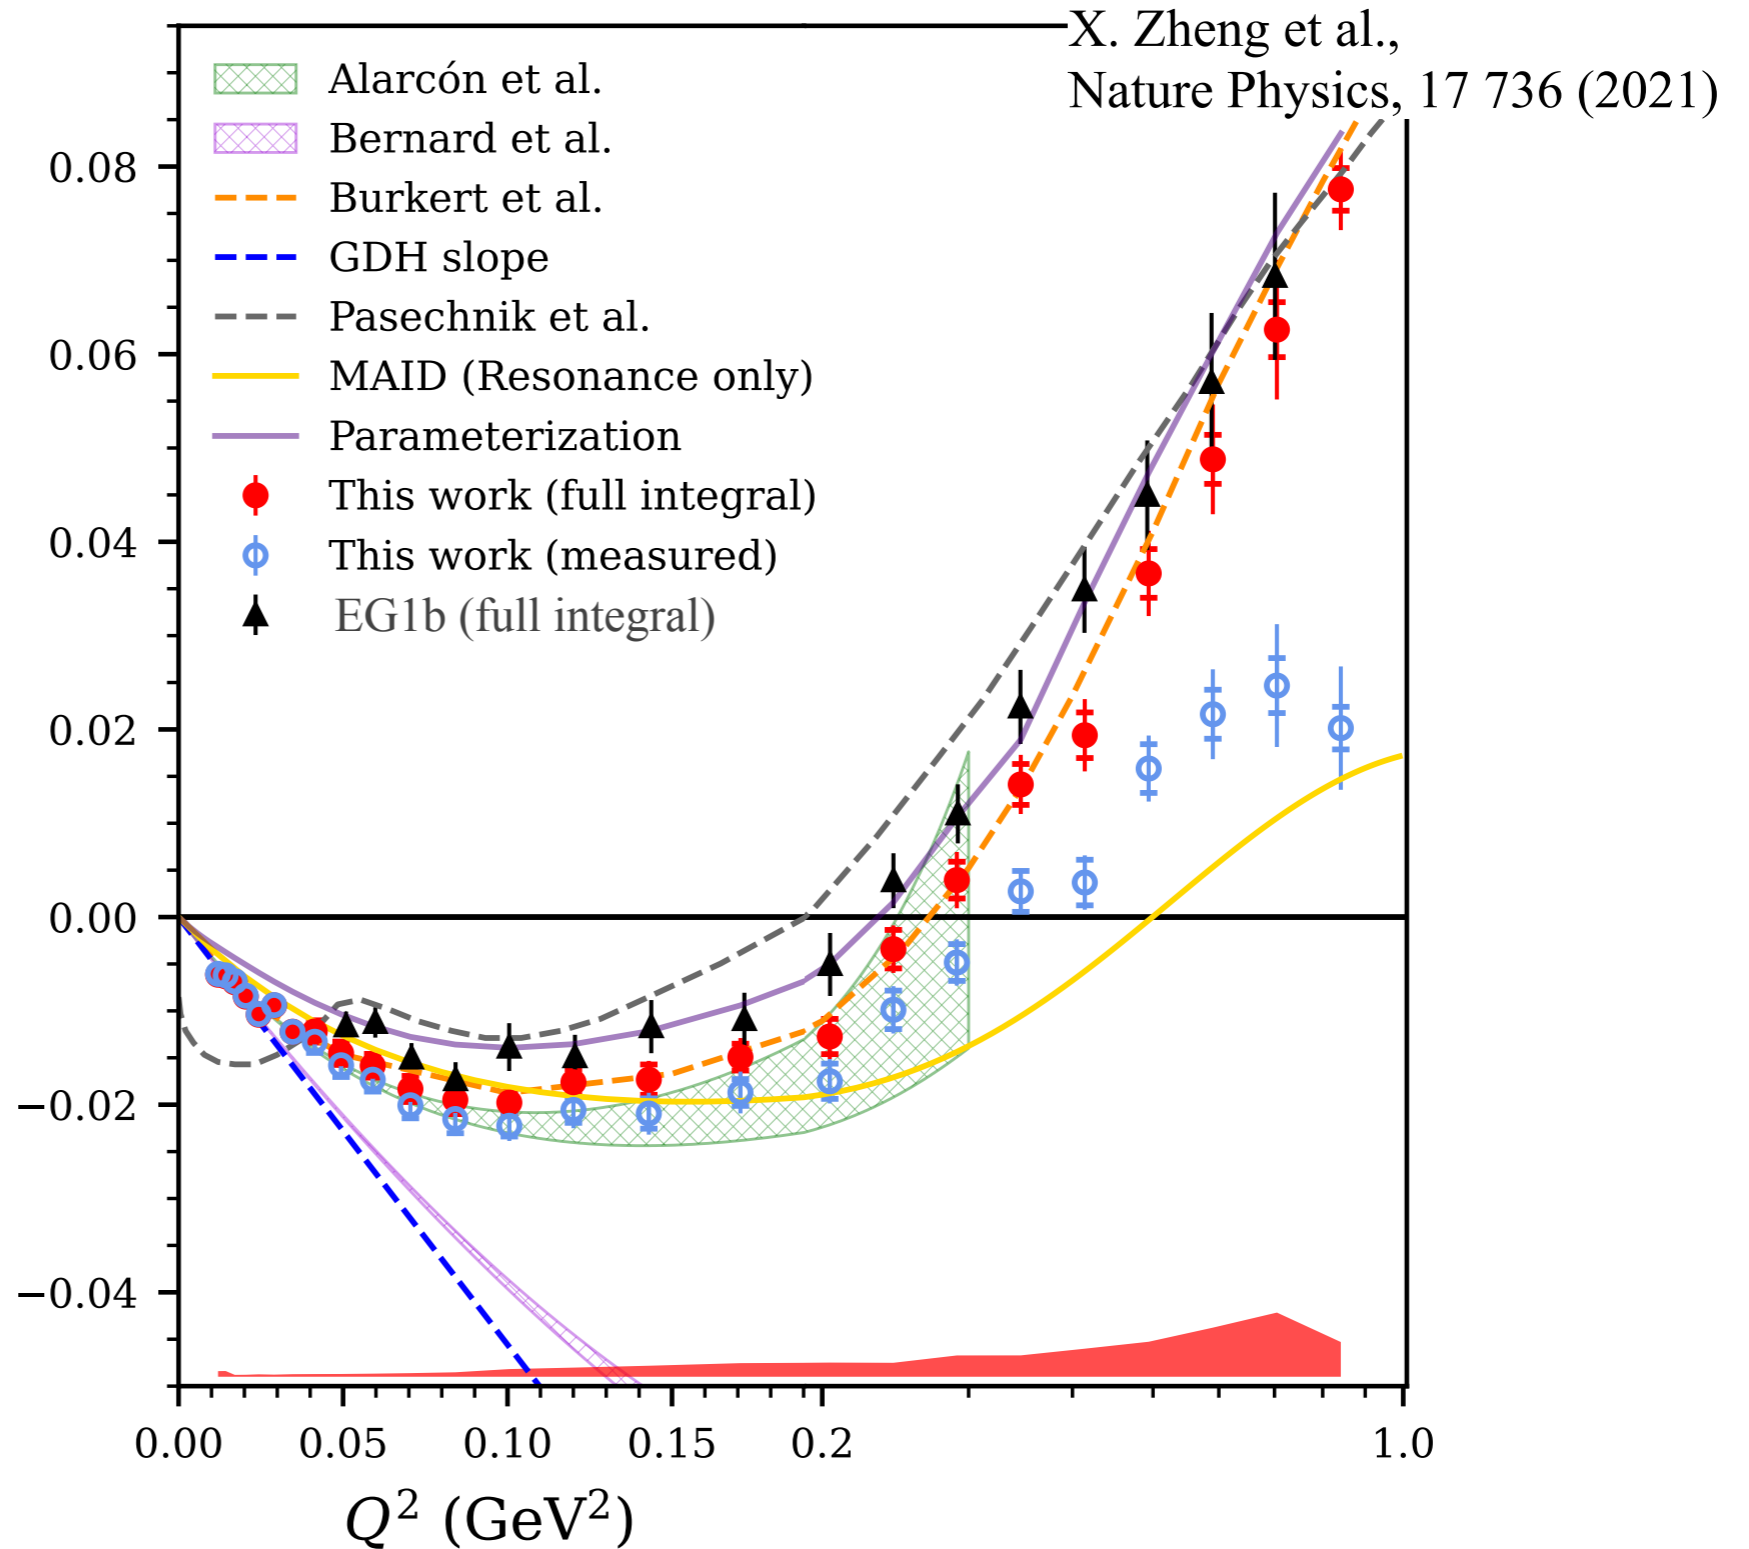 X. Zheng et al.,
Nature Physics, 17 736 (2021)
Alarcón et al.
Bernard et al.
Burkert et al.
GDH slope
Pasechnik et al.
MAID (Resonance only)
Parameterization
This work (full integral)
This work (measured)
EG1b (full integral)
0.08
0.06
0.04
0.02
0.00
−0.02
−0.04
0.00 0.05 0.10 0.15 0.2 1.0
Q² (GeV²)